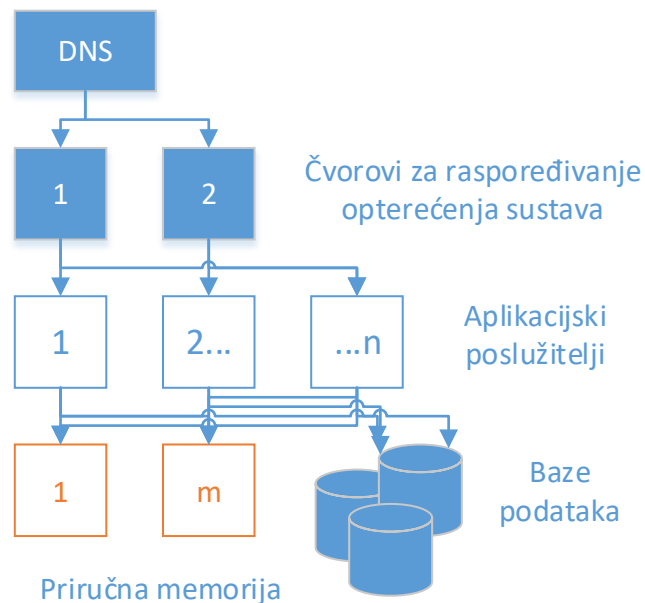 DNS
1
2
Čvorovi za raspoređivanje
opterećenja sustava
1
2...
...n
Aplikacijski
poslužitelji
1
m
Baze
podataka
Priručna memorija